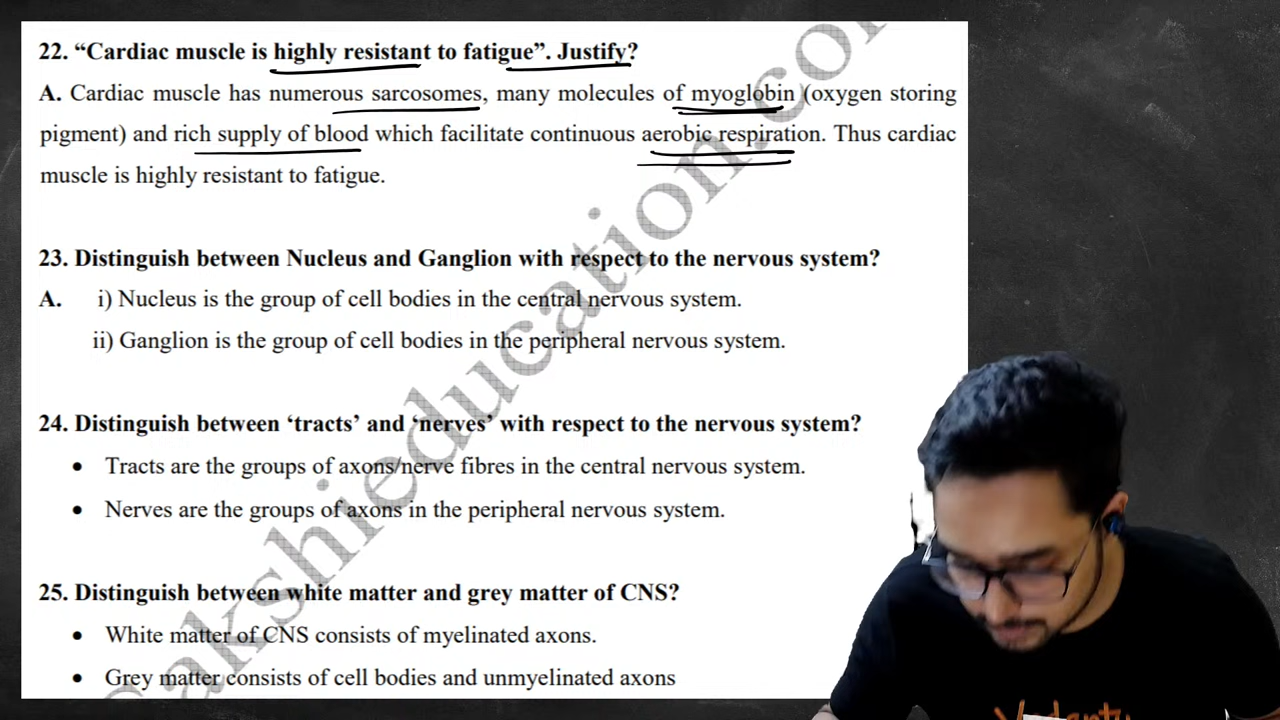 22. “Cardiac muscle is highly resistant to fatigue”. Justify?
A. Cardiac muscle has numerous sarcosomes, many molecules of myoglobin (oxygen storing
pigment) and rich supply of blood which facilitate continuous aerobic respiration. Thus cardiac
muscle is highly resistant to fatigue.
23. Distinguish between Nucleus and Ganglion with respect to the nervous system?
A. i) Nucleus is the group of cell bodies in the central nervous system.
ii) Ganglion is the group of cell bodies in the peripheral nervous system.
24. Distinguish between ‘tracts’ and ‘nerves’ with respect to the nervous system?
• Tracts are the groups of axons/nerve fibres in the central nervous system.
• Nerves are the groups of axons in the peripheral nervous system.
25. Distinguish between white matter and grey matter of CNS?
• White matter of CNS consists of myelinated axons.
• Grey matter consists of cell bodies and unmyelinated axons